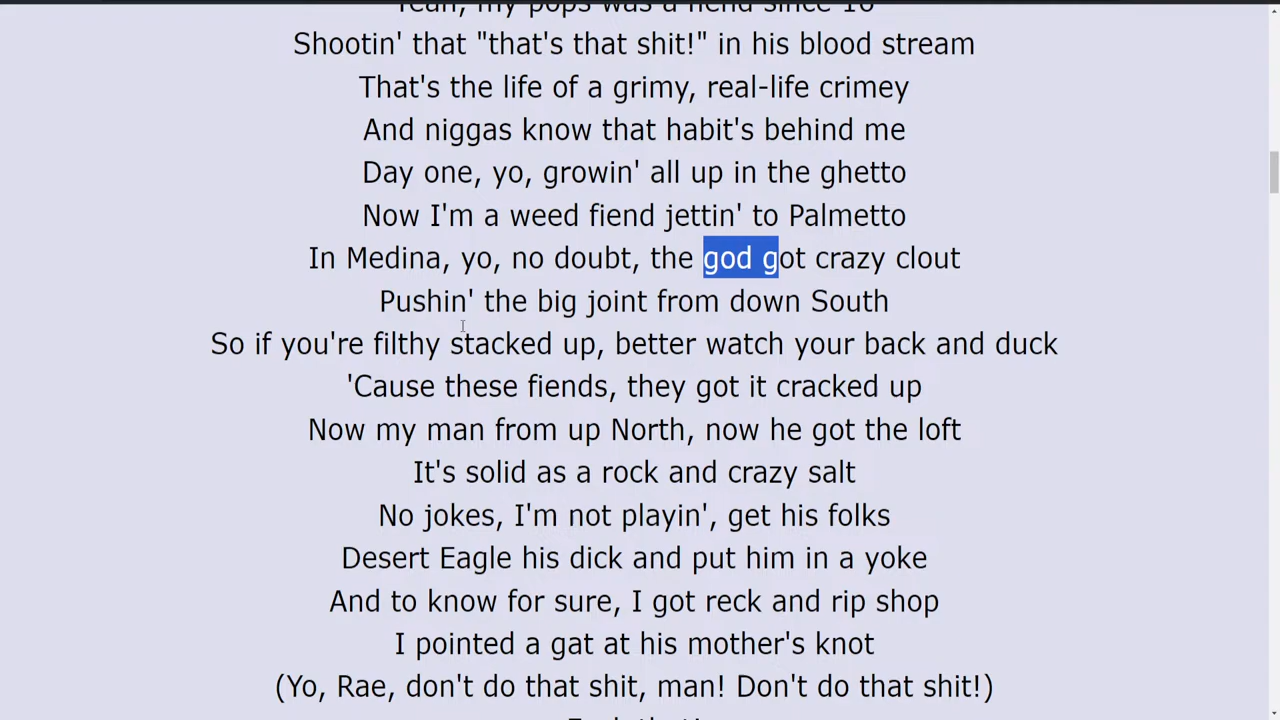 Yeah, my pops was a fiend since 16
Shootin' that "that's that shit!" in his blood stream
That's the life of a grimy, real-life crimey
And niggas know that habit's behind me
Day one, yo, growin' all up in the ghetto
Now I'm a weed fiend jettin' to Palmetto
In Medina, yo, no doubt, the god got crazy clout
Pushin' the big joint from down South
So if you're filthy stacked up, better watch your back and duck
'Cause these fiends, they got it cracked up
Now my man from up North, now he got the loft
It's solid as a rock and crazy salt
No jokes, I'm not playin', get his folks
Desert Eagle his dick and put him in a yoke
And to know for sure, I got reck and rip shop
I pointed a gat at his mother's knot
(Yo, Rae, don't do that shit, man! Don't do that shit!)